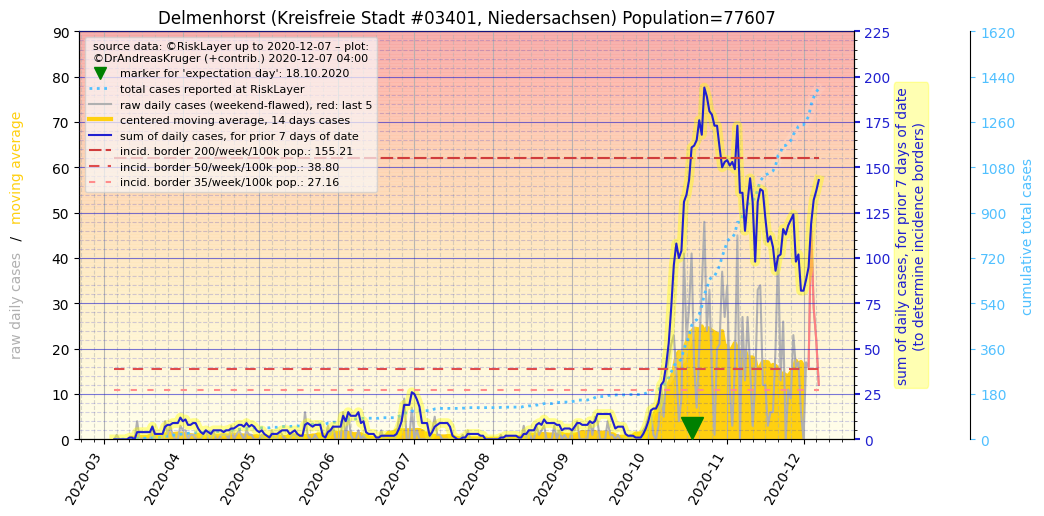 Delmenhorst (Kreisfreie Stadt #03401, Niedersachsen) Population=77607
source data: ©RiskLayer up to 2020-12-07 – plot:
©DrAndreasKruger (+contrib.) 2020-12-07 04:00
marker for 'expectation day': 18.10.2020
total cases reported at RiskLayer
raw daily cases (weekend-flawed), red: last 5
centered moving average, 14 days cases
sum of daily cases, for prior 7 days of date
incid. border 200/week/100k pop.: 155.21
incid. border 50/week/100k pop.: 38.80
incid. border 35/week/100k pop.: 27.16
raw daily cases / moving average
90
80
70
60
50
40
30
20
10
0
225
200
175
150
125
100
75
50
25
0
sum of daily cases, for prior 7 days of date
(to determine incidence borders)
1620
1440
1260
1080
900
720
540
360
180
0
cumulative total cases
2020-03
2020-04
2020-05
2020-06
2020-07
2020-08
2020-09
2020-10
2020-11
2020-12